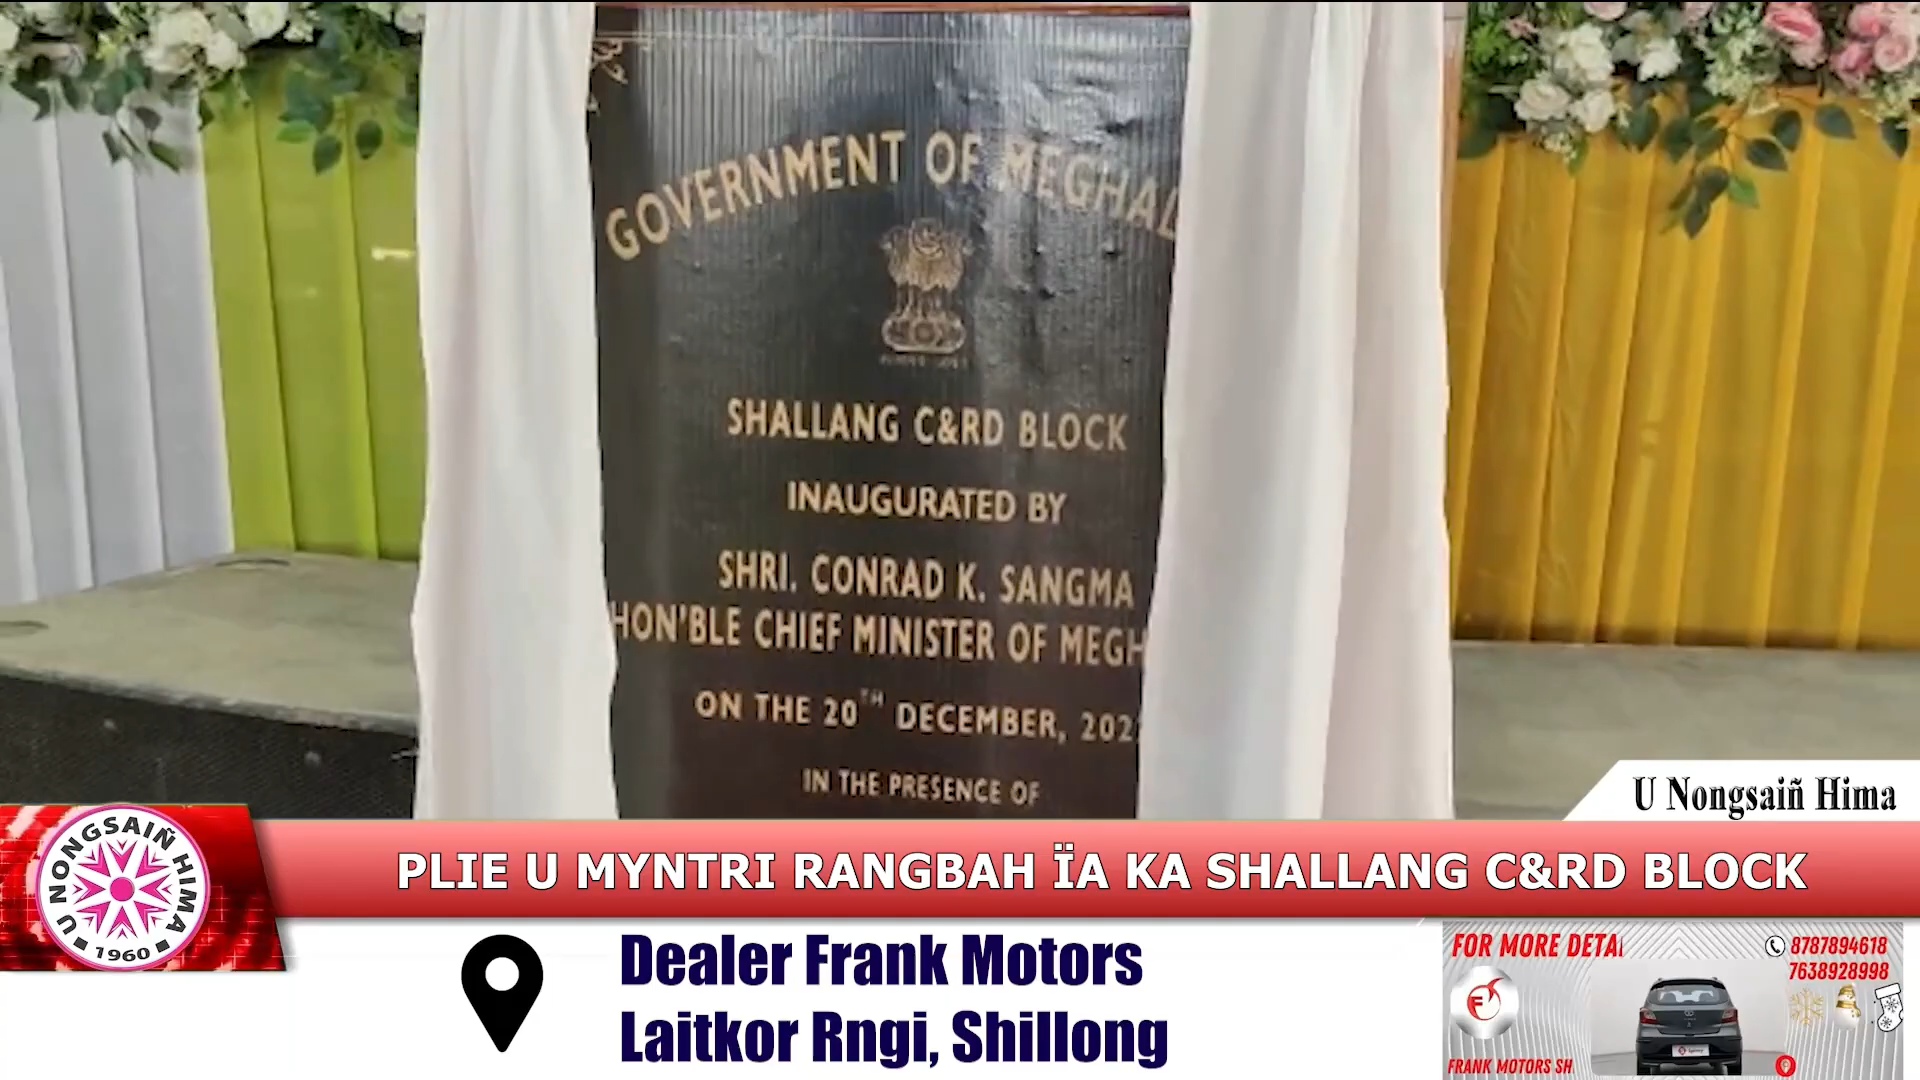 GOVERNMENT OF MEGHAL
SHALLANG C&RD BLOCK
INAUGURATED BY
SHRI. CONRAD K. SANGMA
HON'BLE CHIEF MINISTER OF MEGH
ON THE 20TH DECEMBER, 202
IN THE PRESENCE OF
U Nongsaiñ Hima
U NONGSAIÑ HIMA
1960
PLIE U MYNTRI RANGBAH ÏA KA SHALLANG C&RD BLOCK
Dealer Frank Motors
Laitkor Rngi, Shillong
FOR MORE DETAI
8787894618
7638928998
FRANK MOTORS SH